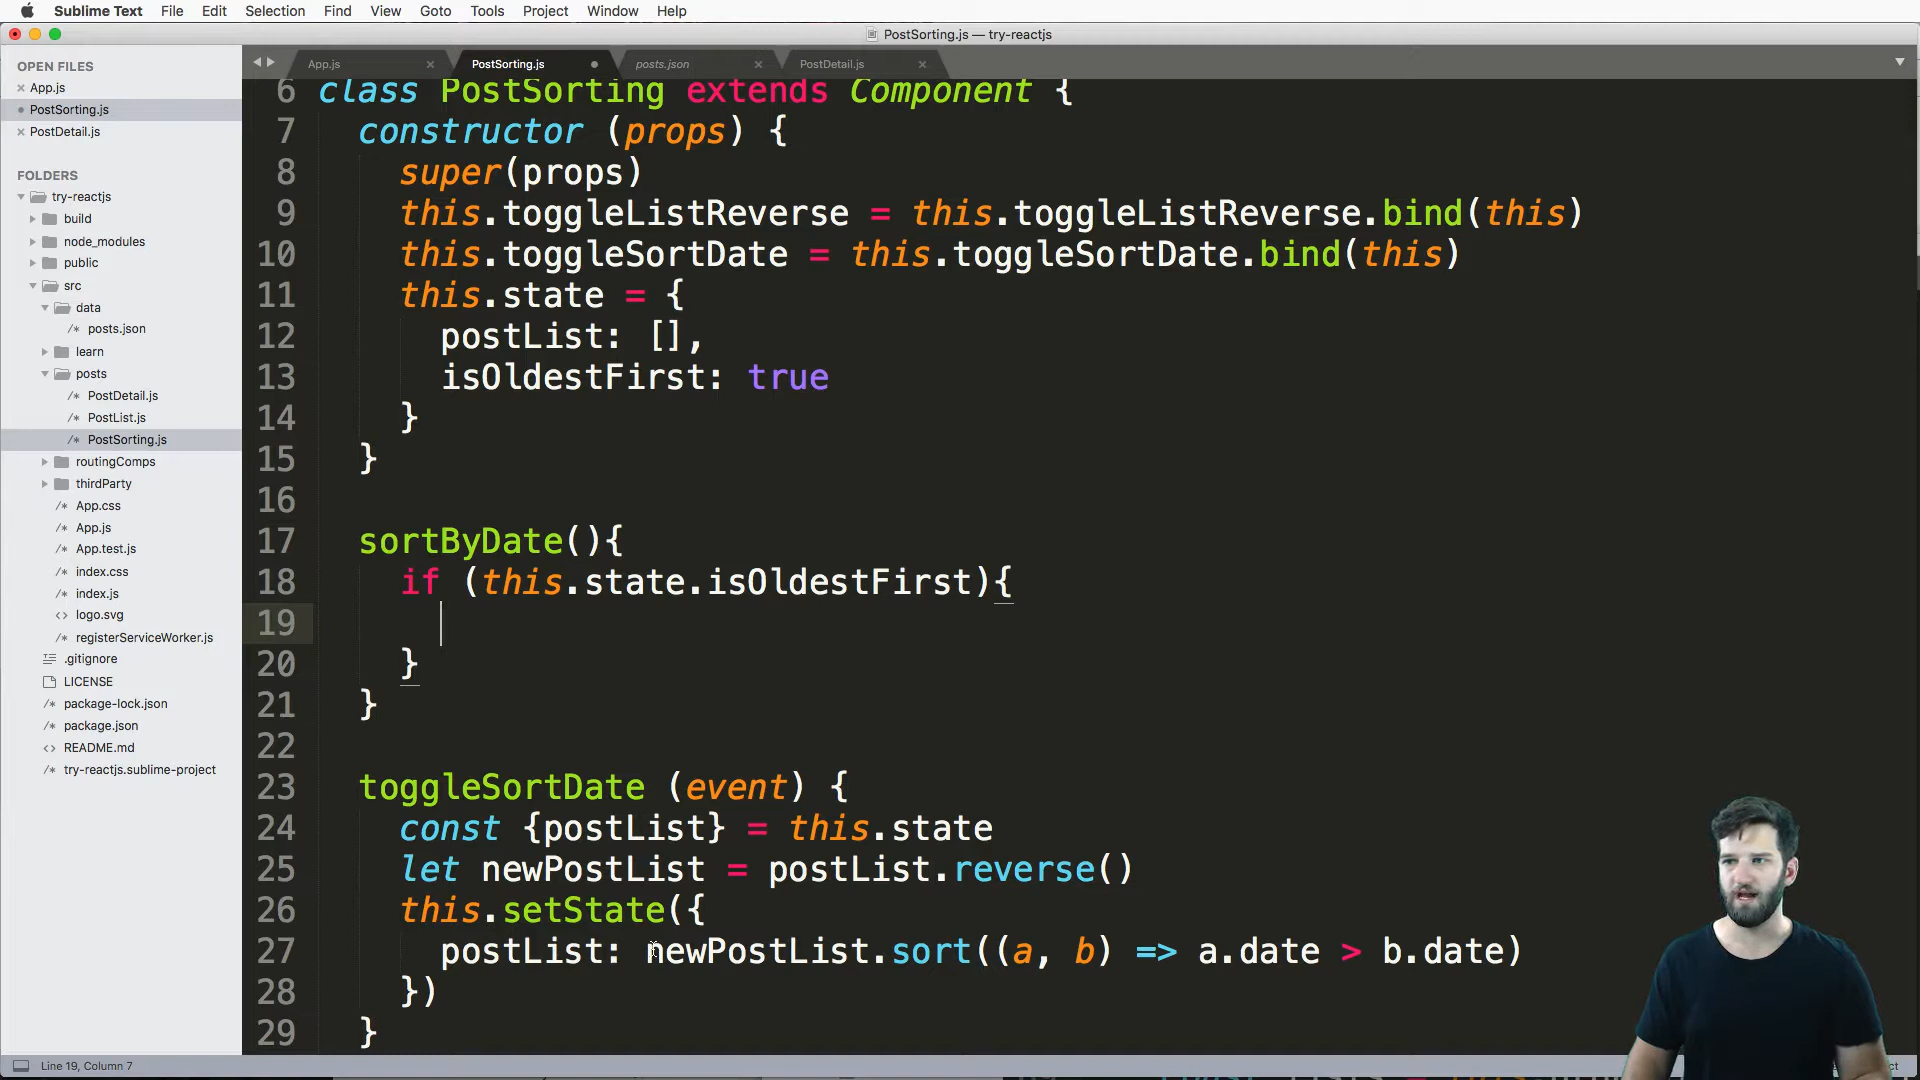 Sublime Text File Edit Selection Find View Goto Tools Project Window Help
PostSorting.js — try-reactjs
OPEN FILES
App.js
PostSorting.js
PostDetail.js
FOLDERS
try-reactjs
build
node_modules
public
src
data
/* posts.json
learn
posts
/* PostDetail.js
/* PostList.js
/* PostSorting.js
routingComps
thirdParty
/* App.css
/* App.js
/* App.test.js
/* index.css
/* index.js
<> logo.svg
/* registerServiceWorker.js
.gitignore
LICENSE
/* package-lock.json
/* package.json
<> README.md
/* try-reactjs.sublime-project
App.js PostSorting.js posts.json PostDetail.js
6 class PostSorting extends Component {
7 constructor (props) {
8 super(props)
9 this.toggleListReverse = this.toggleListReverse.bind(this)
10 this.toggleSortDate = this.toggleSortDate.bind(this)
11 this.state = {
12 postList: [],
13 isOldestFirst: true
14 }
15 }
16
17 sortByDate(){
18 if (this.state.isOldestFirst){
19
20 }
21 }
22
23 toggleSortDate (event) {
24 const {postList} = this.state
25 let newPostList = postList.reverse()
26 this.setState({
27 postList: newPostList.sort((a, b) => a.date > b.date)
28 })
29 }
Line 19, Column 7